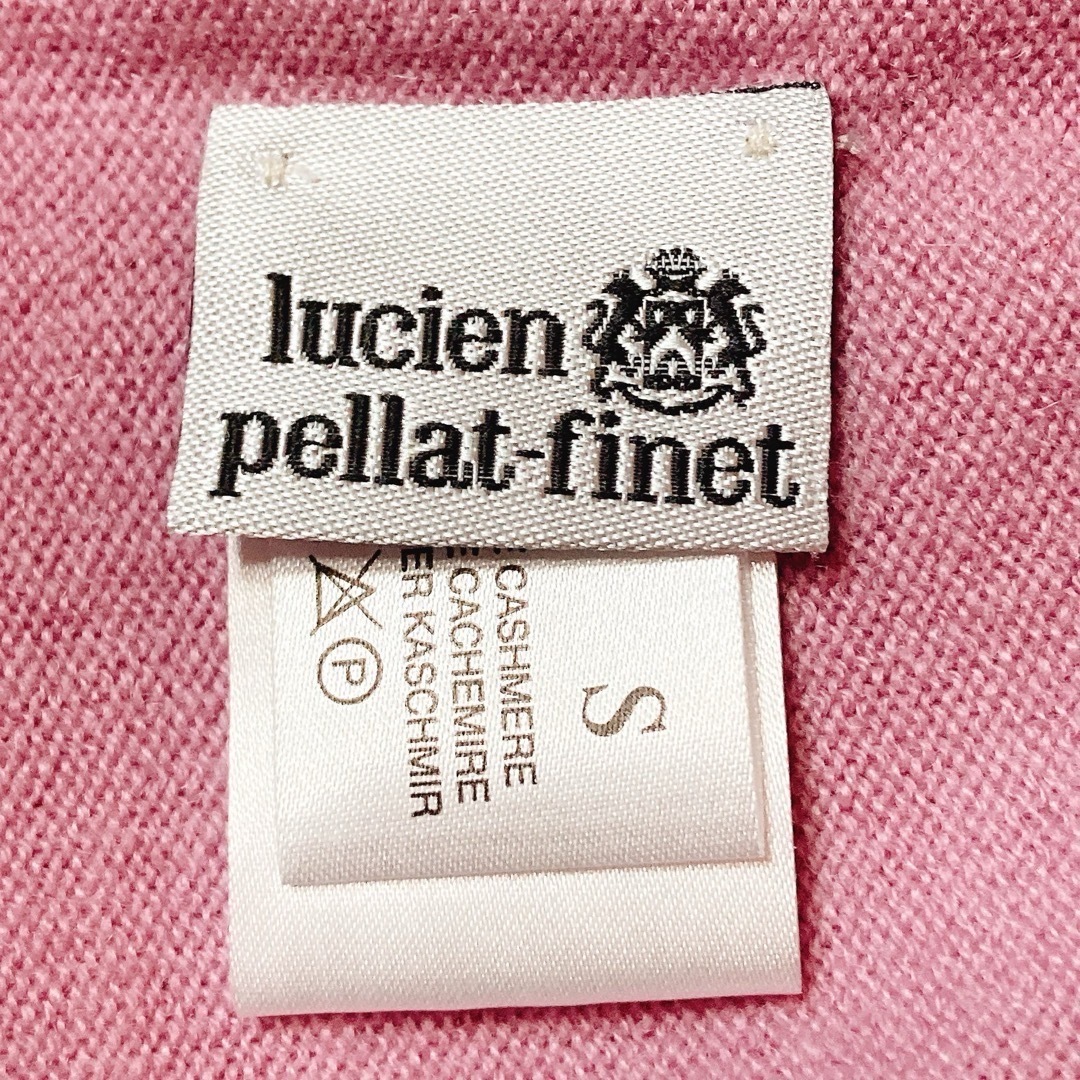 lucien
pellat-finet
E CASHMERE
E CACHEMIRE
ER KASCHMIR
P
S